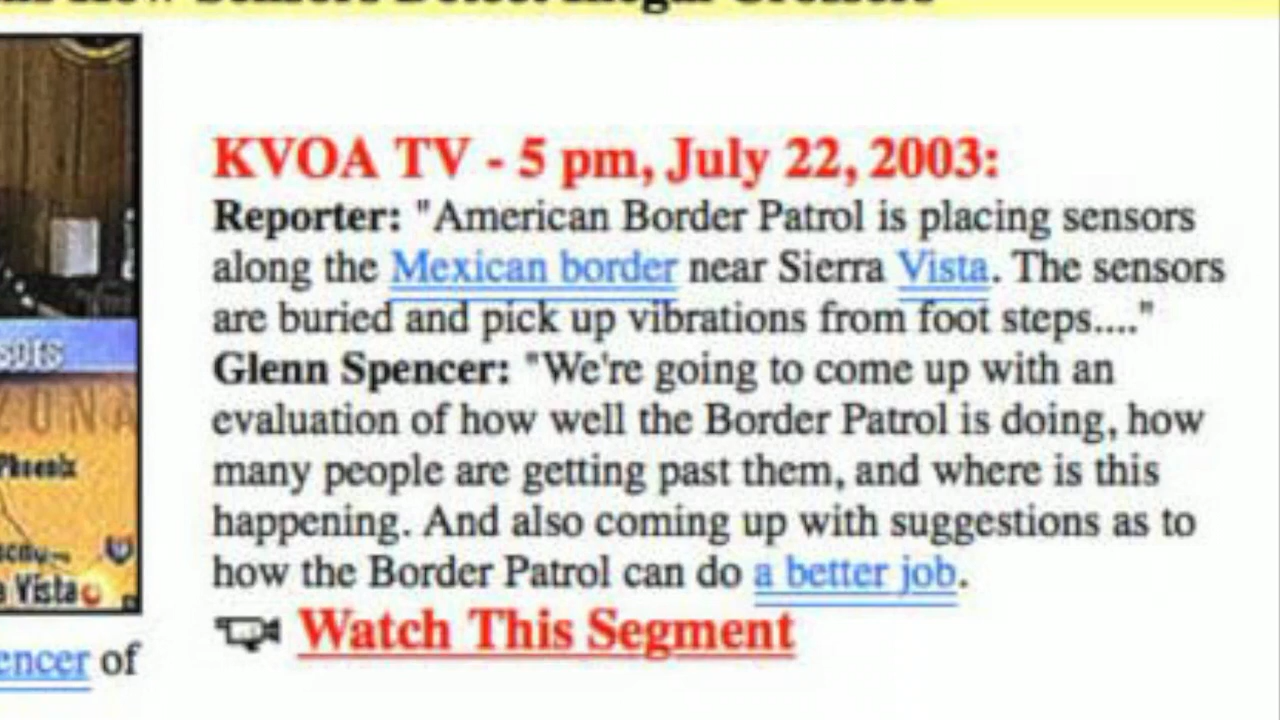 KVOA TV - 5 pm, July 22, 2003:
Reporter: "American Border Patrol is placing sensors
along the Mexican border near Sierra Vista. The sensors
are buried and pick up vibrations from foot steps...."
Glenn Spencer: "We're going to come up with an
evaluation of how well the Border Patrol is doing, how
many people are getting past them, and where is this
happening. And also coming up with suggestions as to
how the Border Patrol can do a better job.
Watch This Segment
Phoenix
Vista
encer of